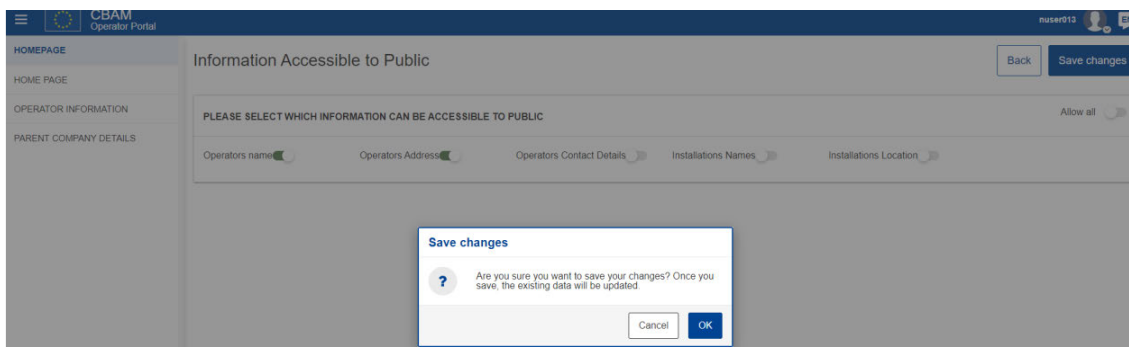 CBAM
Operator Portal
nuser013
HOMEPAGE
HOME PAGE
OPERATOR INFORMATION
PARENT COMPANY DETAILS
Information Accessible to Public
Back
Save changes
PLEASE SELECT WHICH INFORMATION CAN BE ACCESSIBLE TO PUBLIC
Allow all
Operators name
Operators Address
Operators Contact Details
Installations Names
Installations Location
Save changes
?
Are you sure you want to save your changes? Once you
save, the existing data will be updated.
Cancel
OK